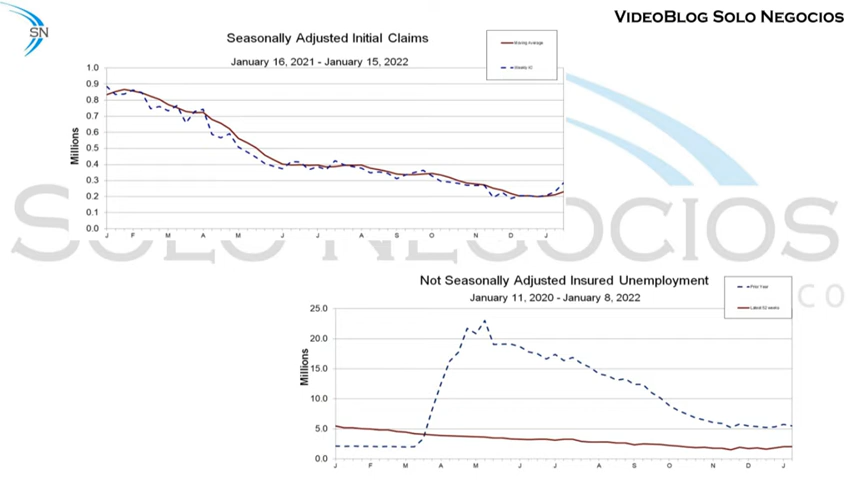 VIDEOBLOG SOLO NEGOCIOS
SN
Seasonally Adjusted Initial Claims
January 16, 2021 - January 15, 2022
Moving Average
Weekly IC
Millions
1.0
0.9
0.8
0.7
0.6
0.5
0.4
0.3
0.2
0.1
0.0
J F M A M J J A S O N D J
SOLO NEGOCIOS
CO
Not Seasonally Adjusted Insured Unemployment
January 11, 2020 - January 8, 2022
Prior Year
Latest 52 weeks
Millions
25.0
20.0
15.0
10.0
5.0
0.0
J F M A M J J A S O N D J